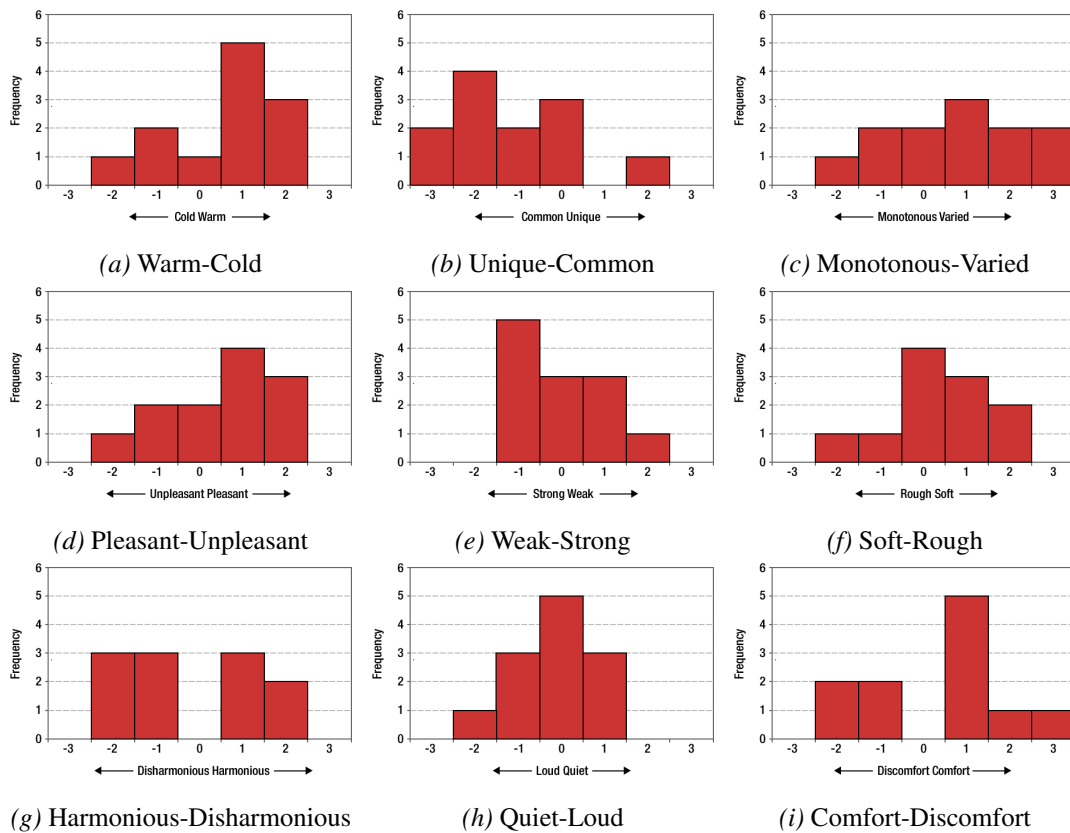 6
5
4
3
2
1
0
Frequency
-3 -2 -1 0 1 2 3
Cold Warm
(a) Warm-Cold
6
5
4
3
2
1
0
Frequency
-3 -2 -1 0 1 2 3
Common Unique
(b) Unique-Common
6
5
4
3
2
1
0
Frequency
-3 -2 -1 0 1 2 3
Monotonous Varied
(c) Monotonous-Varied
6
5
4
3
2
1
0
Frequency
-3 -2 -1 0 1 2 3
Unpleasant Pleasant
(d) Pleasant-Unpleasant
6
5
4
3
2
1
0
Frequency
-3 -2 -1 0 1 2 3
Strong Weak
(e) Weak-Strong
6
5
4
3
2
1
0
Frequency
-3 -2 -1 0 1 2 3
Rough Soft
(f) Soft-Rough
6
5
4
3
2
1
0
Frequency
-3 -2 -1 0 1 2 3
Disharmonious Harmonious
(g) Harmonious-Disharmonious
6
5
4
3
2
1
0
Frequency
-3 -2 -1 0 1 2 3
Loud Quiet
(h) Quiet-Loud
6
5
4
3
2
1
0
Frequency
-3 -2 -1 0 1 2 3
Discomfort Comfort
(i) Comfort-Discomfort